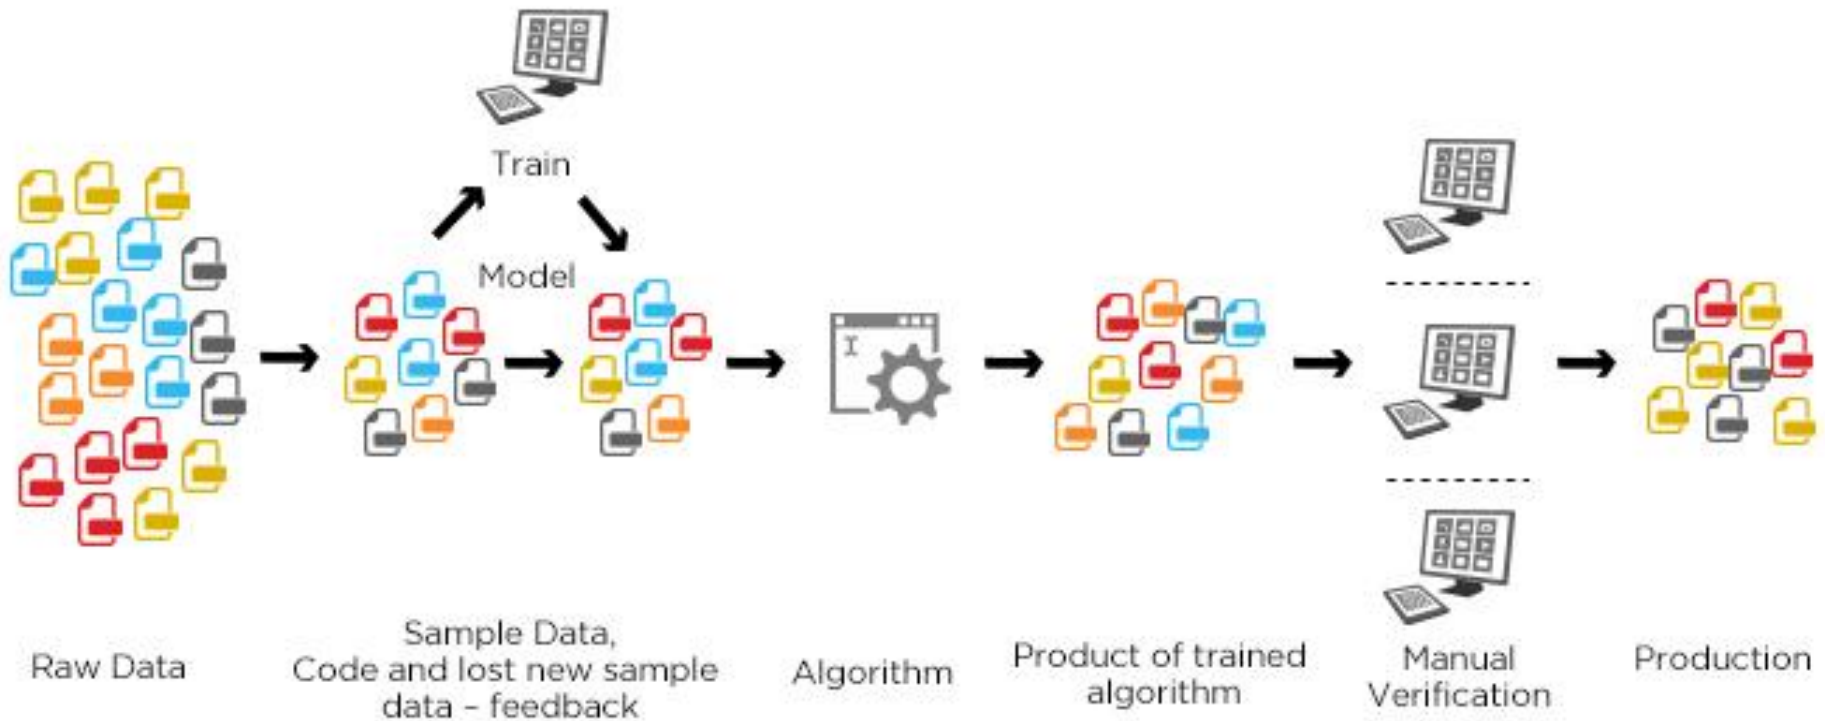 Train
Model
Raw Data
Sample Data,
Code and lost new sample
data – feedback
Algorithm
Product of trained
algorithm
Manual
Verification
Production